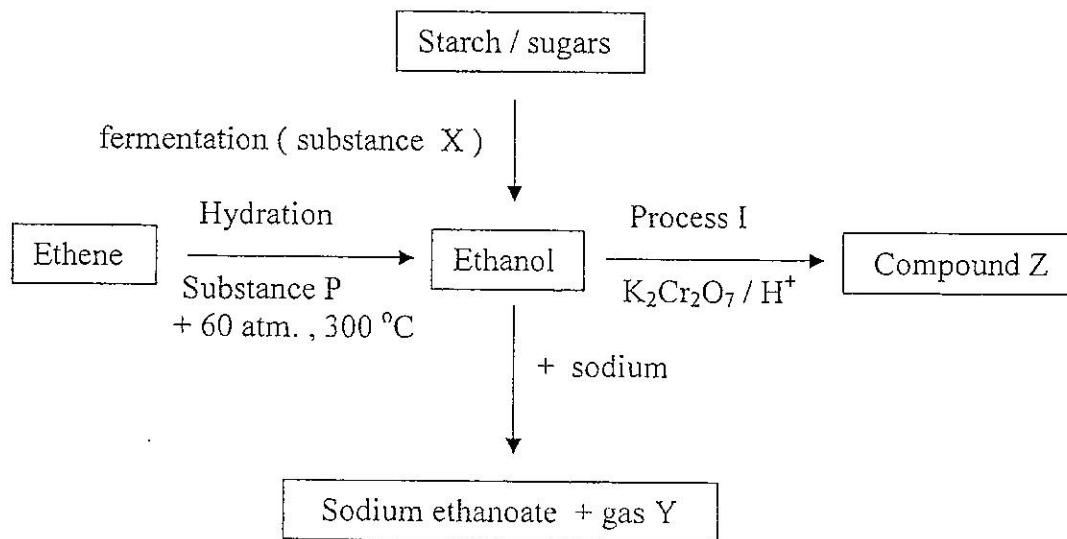 Starch / sugars
fermentation ( substance X )
Hydration
Process I
Ethene
Ethanol
Compound Z
Substance P
K₂Cr₂O₇ / H⁺
+ 60 atm. , 300 °C
+ sodium
Sodium ethanoate + gas Y